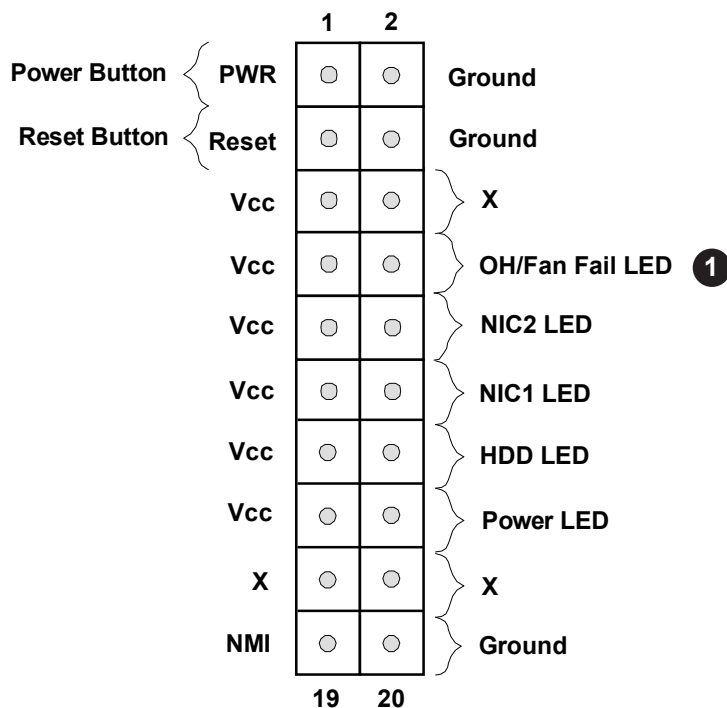 1 2
Power Button PWR Ground
Reset Button Reset Ground
Vcc X
Vcc OH/Fan Fail LED 1
Vcc NIC2 LED
Vcc NIC1 LED
Vcc HDD LED
Vcc Power LED
X X
NMI Ground
19 20